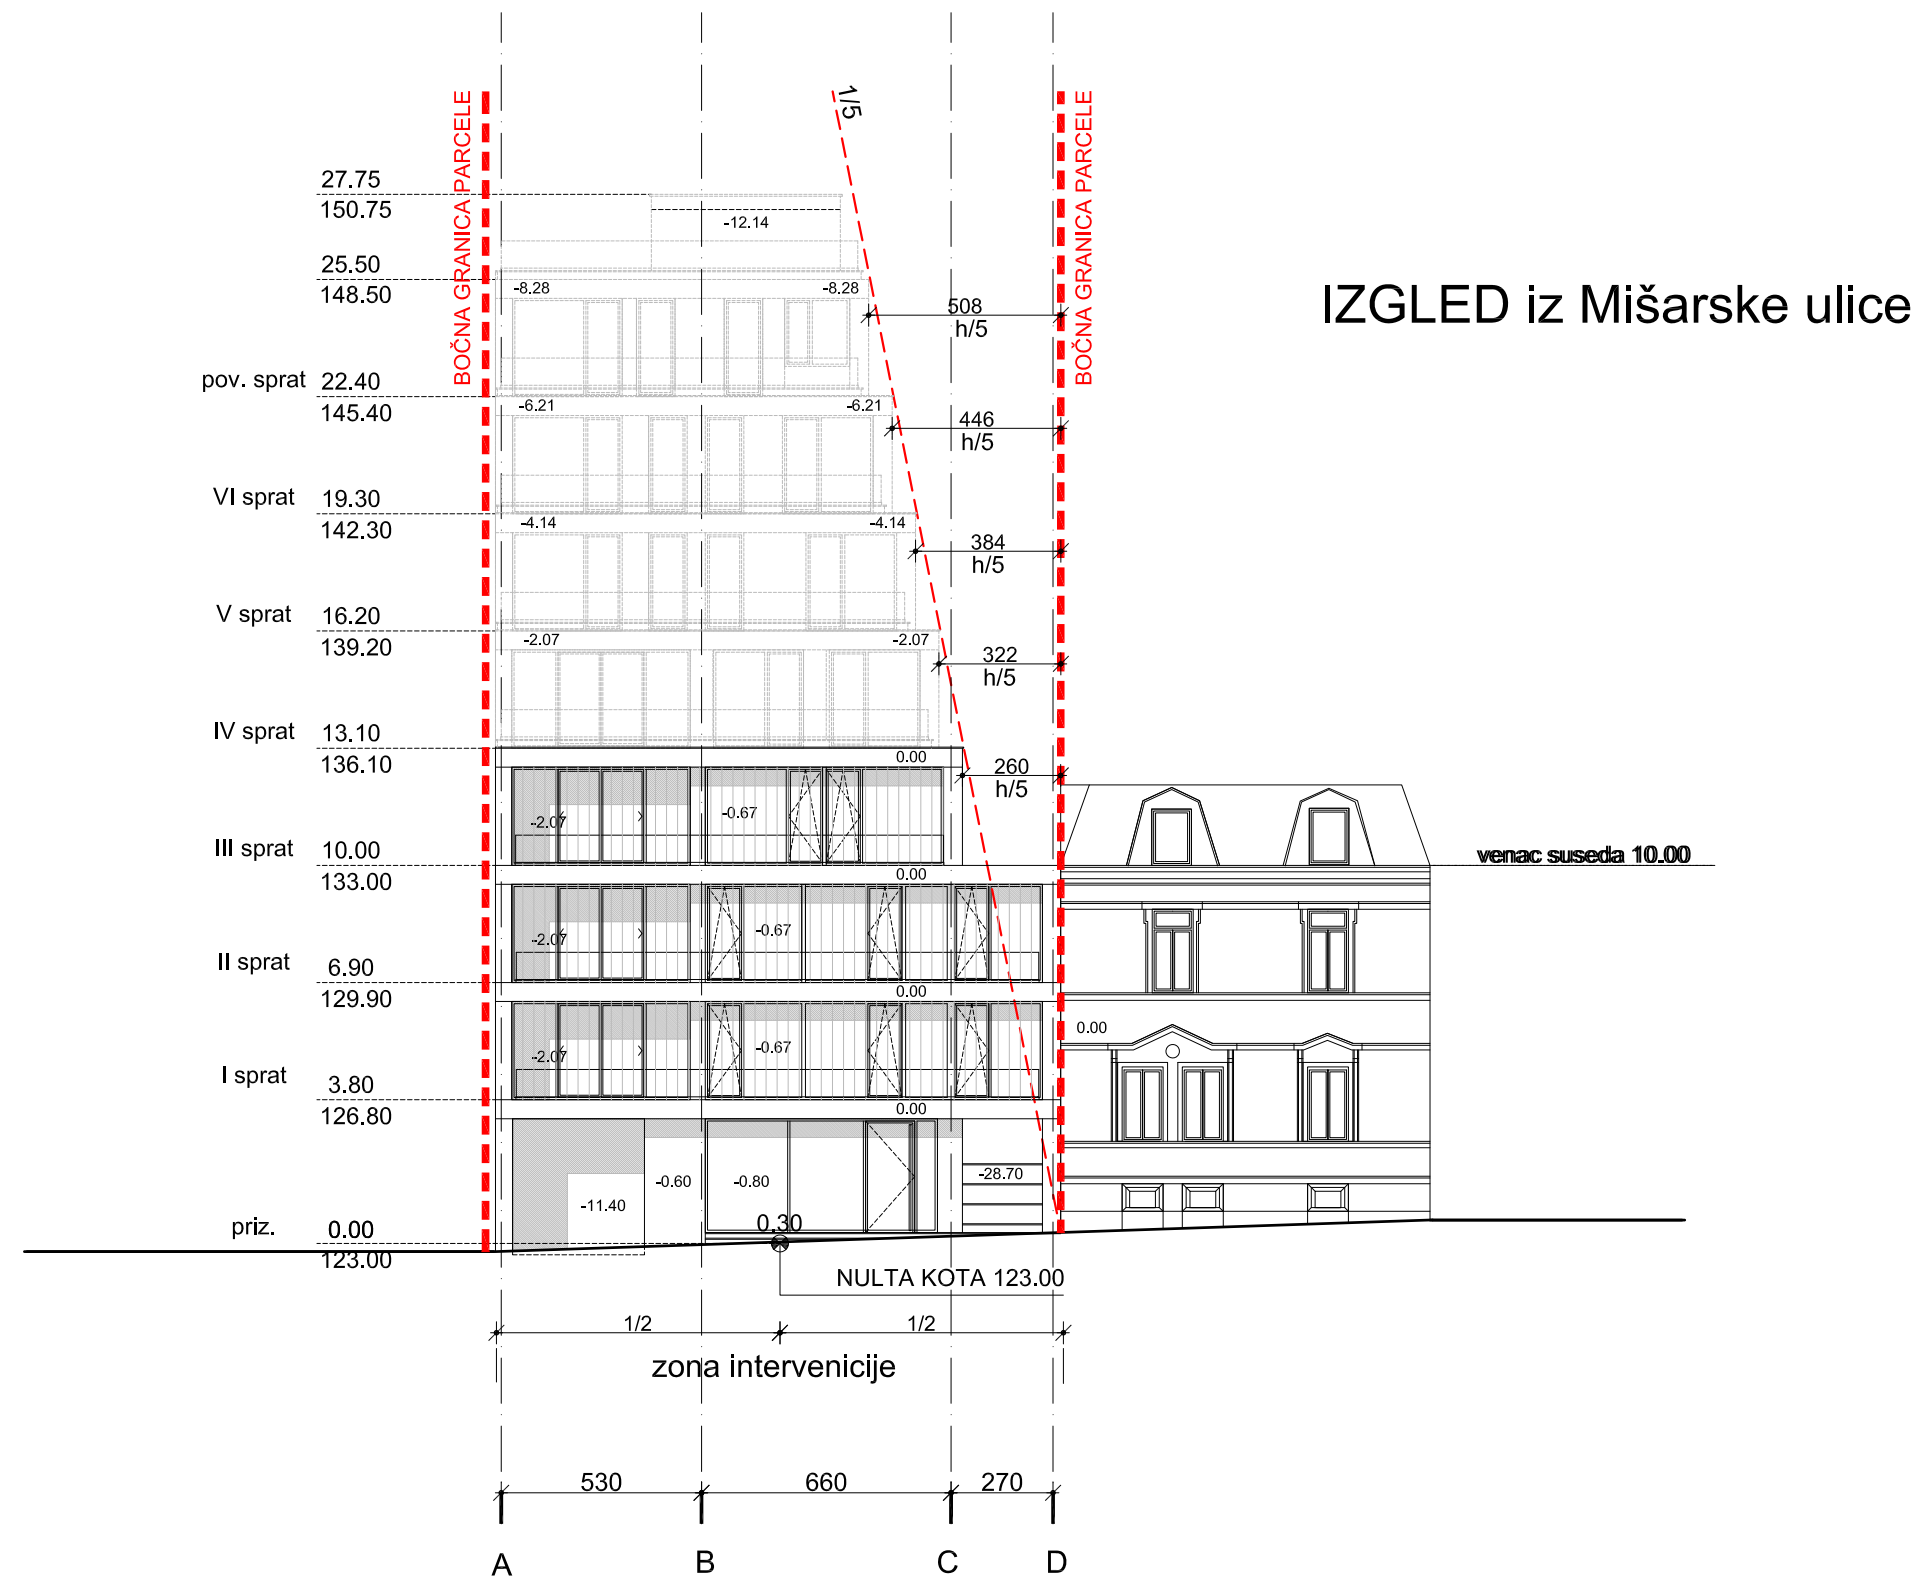 1/5
BOČNA GRANICA PARCELE
BOČNA GRANICA PARCELE
IZGLED iz Mišarske ulice
27.75
150.75
-12.14
25.50
148.50
-8.28
-8.28
508
h/5
pov. sprat
22.40
145.40
-6.21
-6.21
446
h/5
VI sprat
19.30
142.30
-4.14
-4.14
384
h/5
V sprat
16.20
139.20
-2.07
-2.07
322
h/5
IV sprat
13.10
136.10
0.00
260
h/5
-2.07
-0.67
III sprat
10.00
133.00
0.00
venac suseda 10.00
-2.07
-0.67
II sprat
6.90
129.90
0.00
0.00
-2.07
-0.67
I sprat
3.80
126.80
0.00
-11.40
-0.60
-0.80
-28.70
priz.
0.00
123.00
0.30
NULTA KOTA 123.00
1/2
1/2
zona intervenicije
530
660
270
A
B
C
D